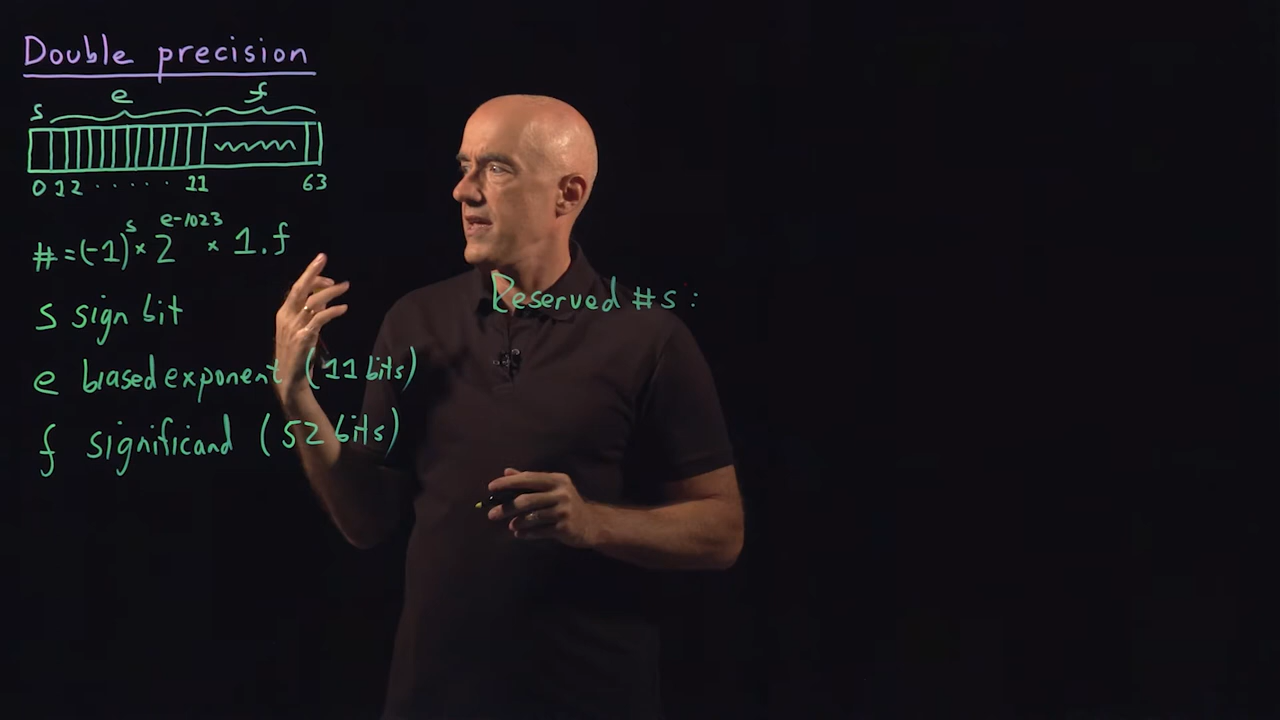 Double precision
s e f
0 1 2 . . . . . . 11 63
# = (-1)^s × 2^e-1023 × 1.f
s sign bit
Reserved #s :
e biased exponent (11 bits)
f significand (52 bits)